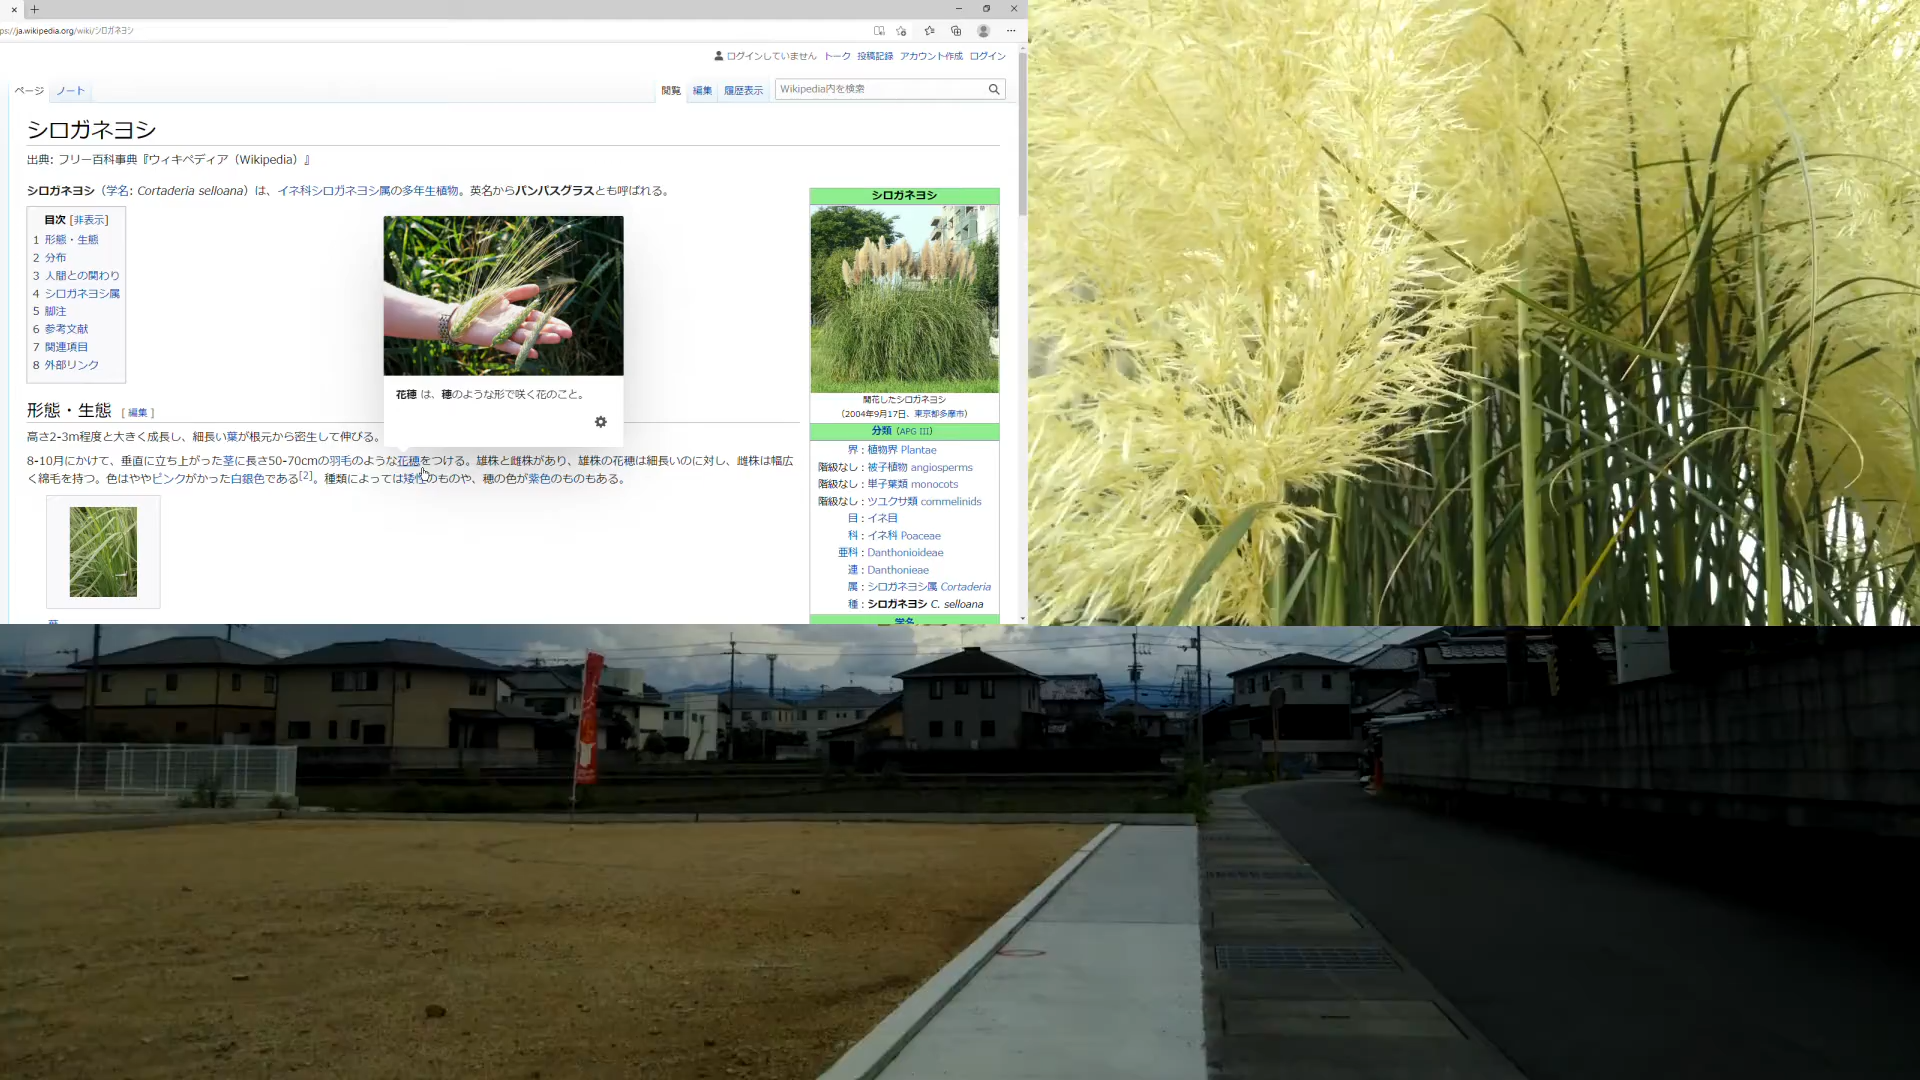 ps://ja.wikipedia.org/wiki/シロガネヨシ
ログインしていません トーク 投稿記録 アカウント作成 ログイン
ページ ノート 閲覧 編集 履歴表示 Wikipedia内を検索
シロガネヨシ
出典: フリー百科事典『ウィキペディア（Wikipedia）』
シロガネヨシ（学名: Cortaderia selloana）は、イネ科シロガネヨシ属の多年生植物。英名からパンパスグラスとも呼ばれる。
目次 [非表示]
1 形態・生態
2 分布
3 人間との関わり
4 シロガネヨシ属
5 脚注
6 参考文献
7 関連項目
8 外部リンク
花穂 は、穂のような形で咲く花のこと。
形態・生態 [ 編集 ]
高さ2-3m程度と大きく成長し、細長い葉が根元から密生して伸びる。
8-10月にかけて、垂直に立ち上がった茎に長さ50-70cmの羽毛のような花穂をつける。雄株と雌株があり、雄株の花穂は細長いのに対し、雌株は幅広
く綿毛を持つ。色はややピンクがかった白銀色である[2]。種類によっては矮性のものや、穂の色が紫色のものもある。
葉
シロガネヨシ
開花したシロガネヨシ
（2004年9月17日、東京都多摩市）
分類（APG III）
界 : 植物界 Plantae
階級なし : 被子植物 angiosperms
階級なし : 単子葉類 monocots
階級なし : ツユクサ類 commelinids
目 : イネ目
科 : イネ科 Poaceae
亜科 : Danthonioideae
連 : Danthonieae
属 : シロガネヨシ属 Cortaderia
種 : シロガネヨシ C. selloana
学名